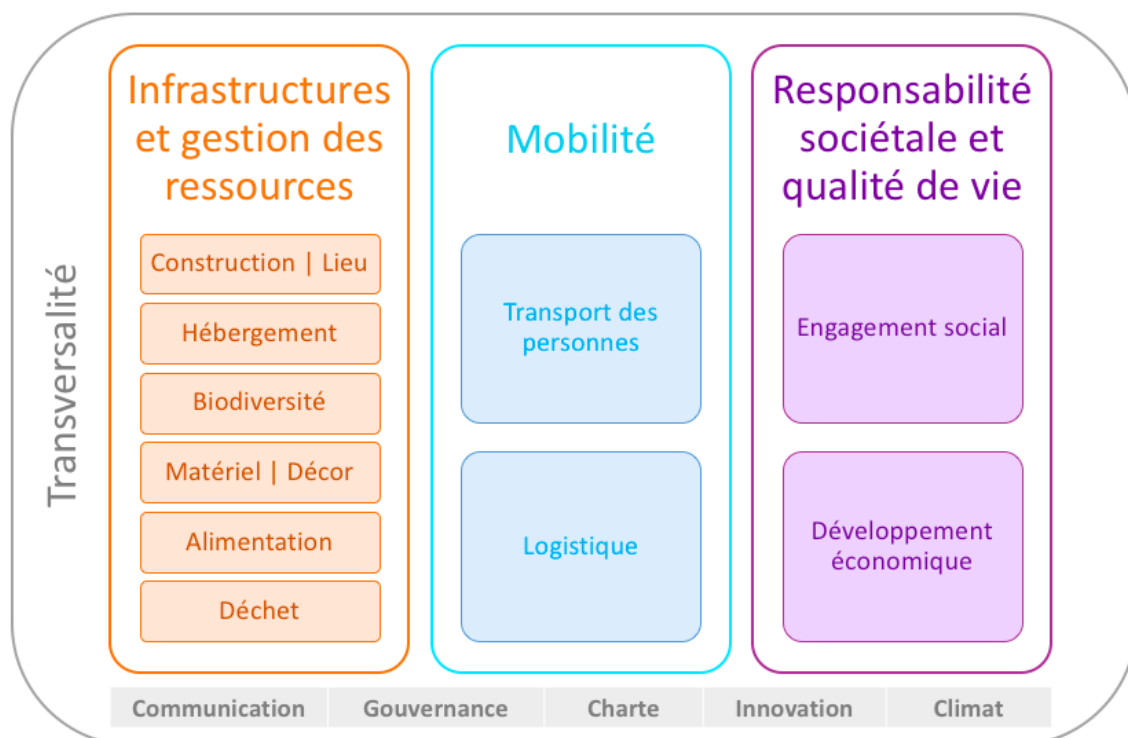 Transversalité
Infrastructures
et gestion des
ressources
Construction | Lieu
Hébergement
Biodiversité
Matériel | Décor
Alimentation
Déchet
Mobilité
Transport des
personnes
Logistique
Responsabilité
sociétale et
qualité de vie
Engagement social
Développement
économique
Communication
Gouvernance
Charte
Innovation
Climat